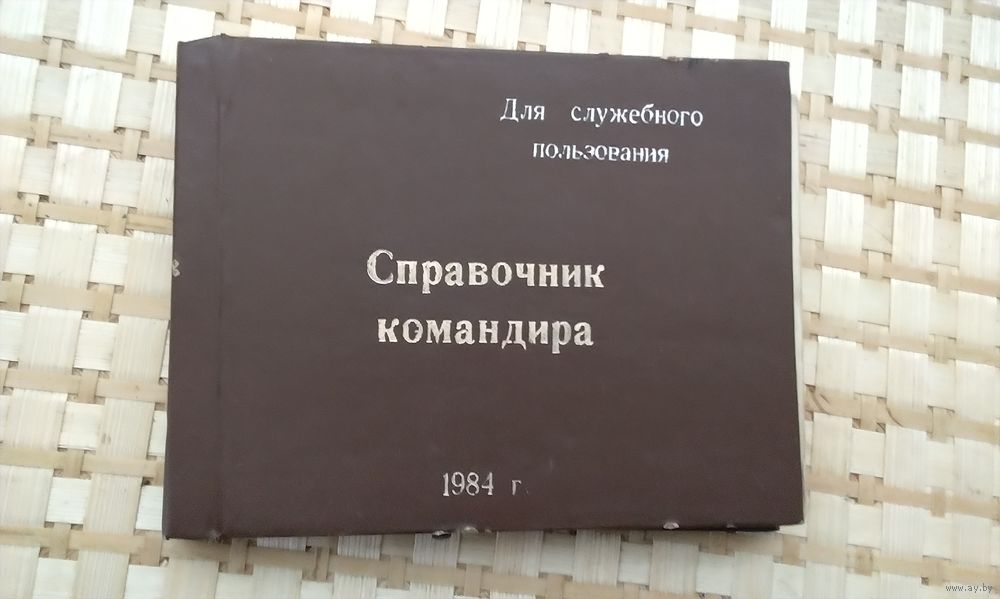 Для служебного
пользования
Справочник
командира
1984 г.
www.ay.by